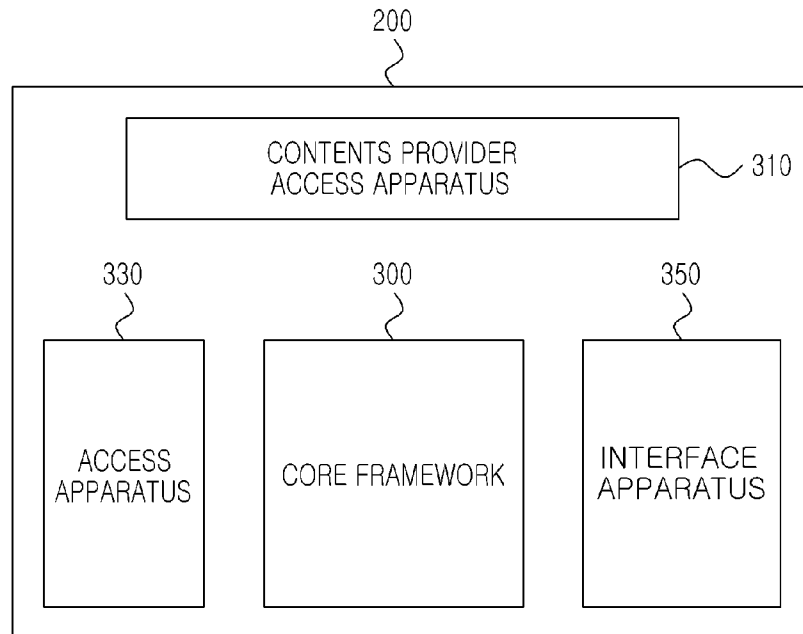 200
CONTENTS PROVIDER
ACCESS APPARATUS
310
330
300
350
ACCESS
APPARATUS
CORE FRAMEWORK
INTERFACE
APPARATUS